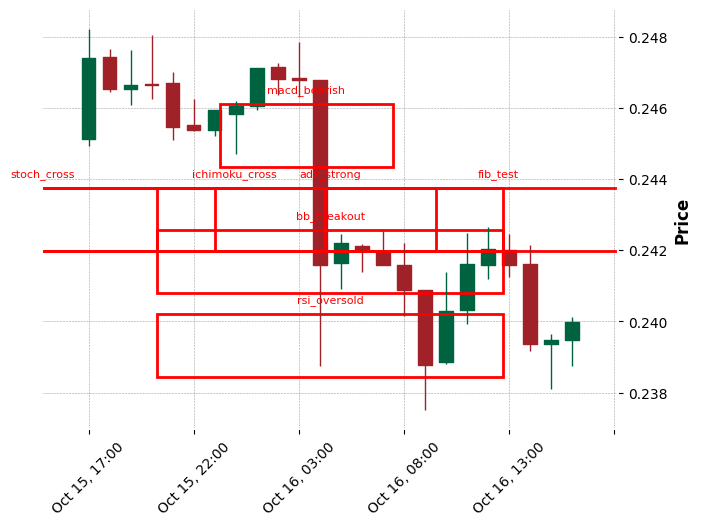 0.248
macd_bearish
0.246
stoch_cross ichimoku_cross adx_strong fib_test
0.244
bb_breakout
0.242
rsi_oversold
0.240
0.238
Price
Oct 15, 17:00
Oct 15, 22:00
Oct 16, 03:00
Oct 16, 08:00
Oct 16, 13:00